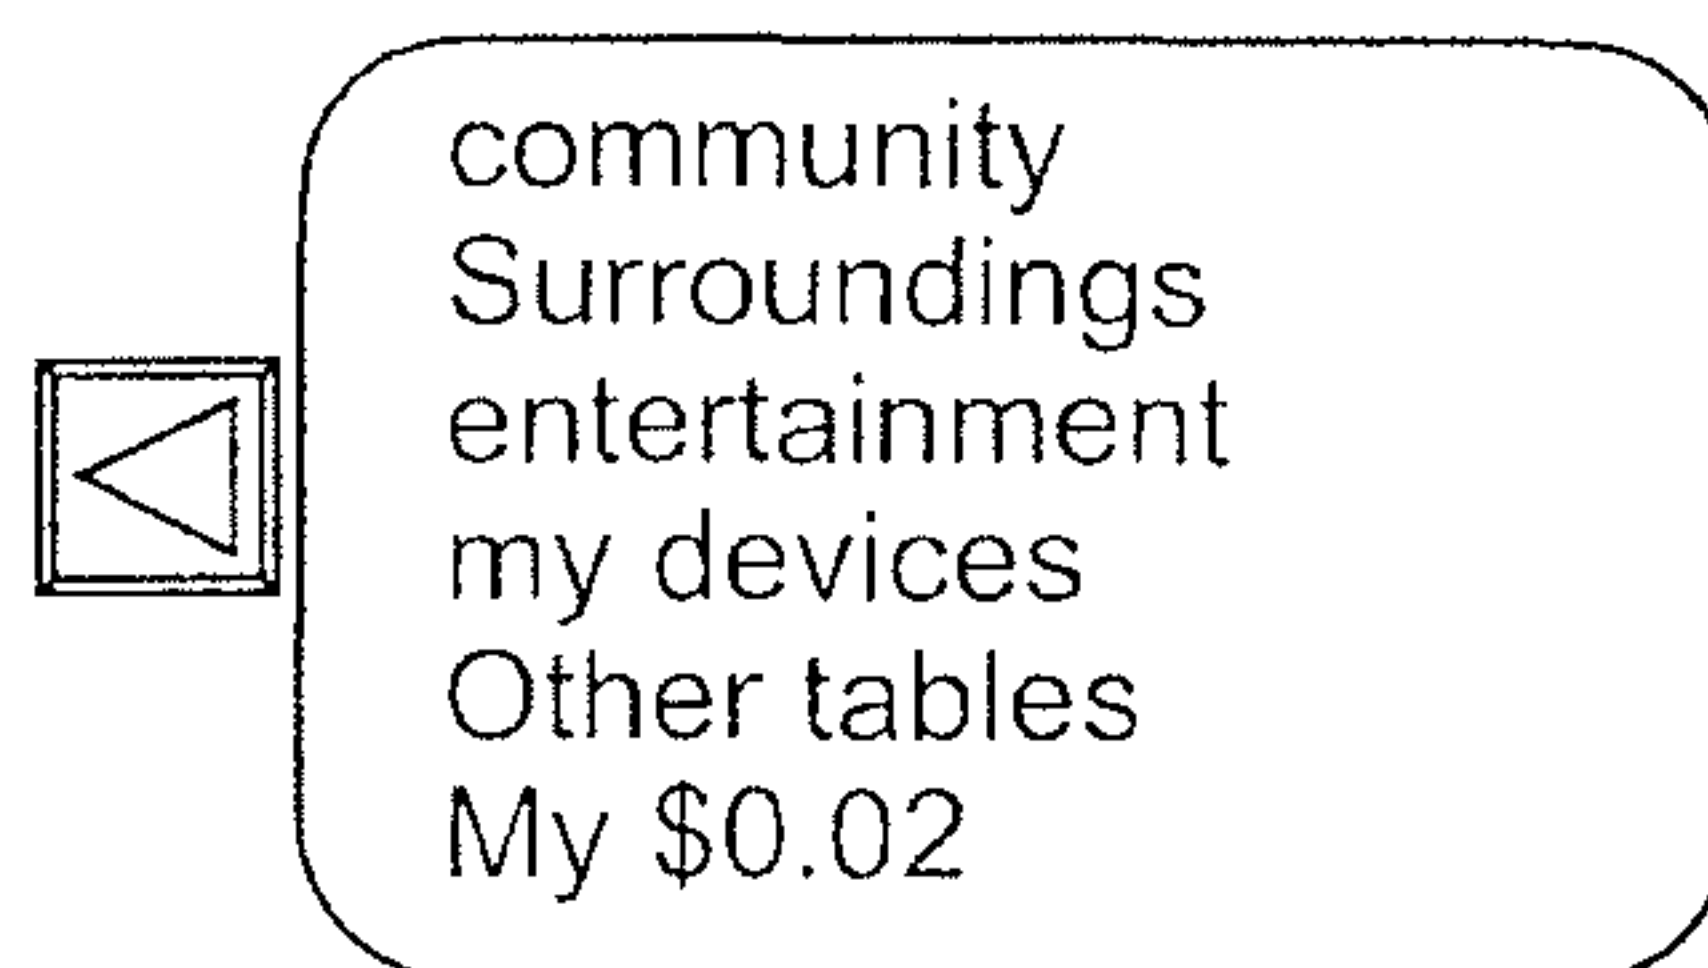 community
Surroundings
entertainment
my devices
Other tables
My $0.02